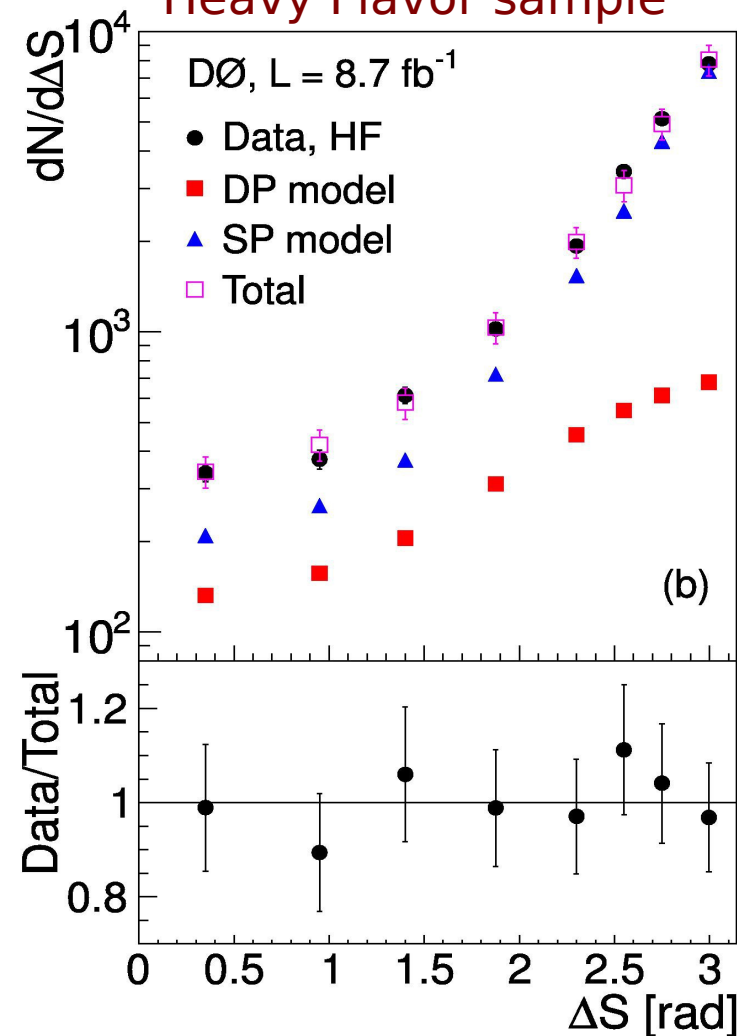 Heavy Flavor sample
dN/dΔS
10⁴
DØ, L = 8.7 fb⁻¹
Data, HF
DP model
SP model
Total
10³
(b)
10²
Data/Total
1.2
1
0.8
0 0.5 1 1.5 2 2.5 3
ΔS [rad]